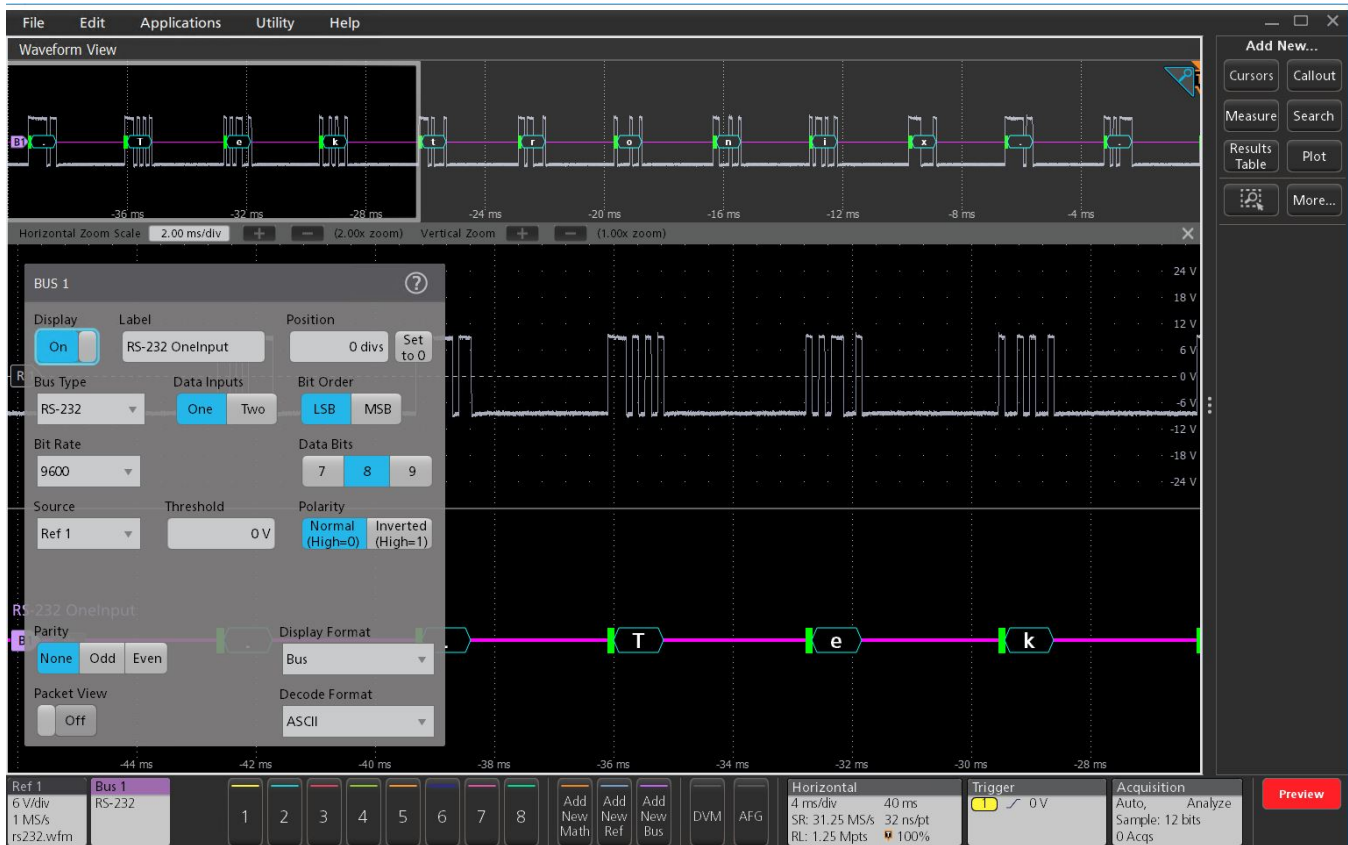 File Edit Applications Utility Help
Waveform View
Add New...
Cursors Callout
Measure Search
Results Table Plot
More...
B1 . T e k t r o n i x . .
-36 ms -32 ms -28 ms -24 ms -20 ms -16 ms -12 ms -8 ms -4 ms
Horizontal Zoom Scale 2.00 ms/div + − (2.00x zoom) Vertical Zoom + − (1.00x zoom)
24 V
18 V
12 V
6 V
0 V
-6 V
-12 V
-18 V
-24 V
BUS 1 ?
Display Label Position
On RS-232 OneInput 0 divs Set to 0
Bus Type Data Inputs Bit Order
RS-232 One Two LSB MSB
Bit Rate Data Bits
9600 7 8 9
Source Threshold Polarity
Ref 1 0 V Normal (High=0) Inverted (High=1)
RS-232 OneInput
Parity Display Format
None Odd Even Bus
Packet View Decode Format
Off ASCII
. . T e k
-44 ms -42 ms -40 ms -38 ms -36 ms -34 ms -32 ms -30 ms -28 ms
Ref 1
6 V/div
1 MS/s
rs232.wfm
Bus 1
RS-232
1 2 3 4 5 6 7 8
Add New Math
Add New Ref
Add New Bus
DVM AFG
Horizontal
4 ms/div 40 ms
SR: 31.25 MS/s 32 ns/pt
RL: 1.25 Mpts 100%
Trigger
1 0 V
Acquisition
Auto, Analyze
Sample: 12 bits
0 Acqs
Preview